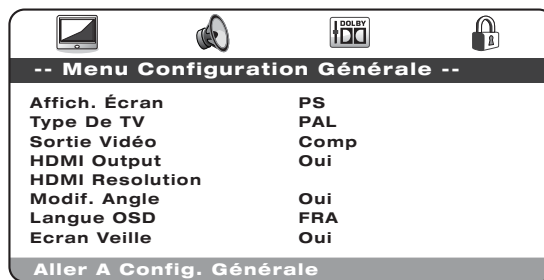 DOLBY
-- Menu Configuration Générale --
Affich. Écran PS
Type De TV PAL
Sortie Vidéo Comp
HDMI Output Oui
HDMI Resolution
Modif. Angle Oui
Langue OSD FRA
Ecran Veille Oui
Aller A Config. Générale